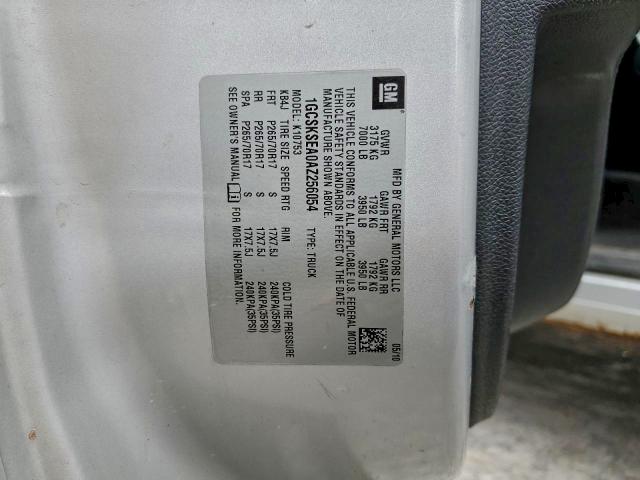 GM
MFD BY GENERAL MOTORS LLC 05/10
GVWR GAWR FRT GAWR RR
3175 KG 1792 KG 1792 KG
7000 LB 3950 LB 3950 LB
THIS VEHICLE CONFORMS TO ALL APPLICABLE U.S. FEDERAL MOTOR
VEHICLE SAFETY STANDARDS IN EFFECT ON THE DATE OF
MANUFACTURE SHOWN ABOVE.
1GCSKSEA0AZ256054 TYPE: TRUCK
MODEL: K10753
KB4J TIRE SIZE SPEED RTG RIM COLD TIRE PRESSURE
FRT P265/70R17 S 17X7.5J 240KPA(35PSI)
RR P265/70R17 S 17X7.5J 240KPA(35PSI)
SPA P265/70R17 S 17X7.5J 240KPA(35PSI)
SEE OWNER'S MANUAL FOR MORE INFORMATION.